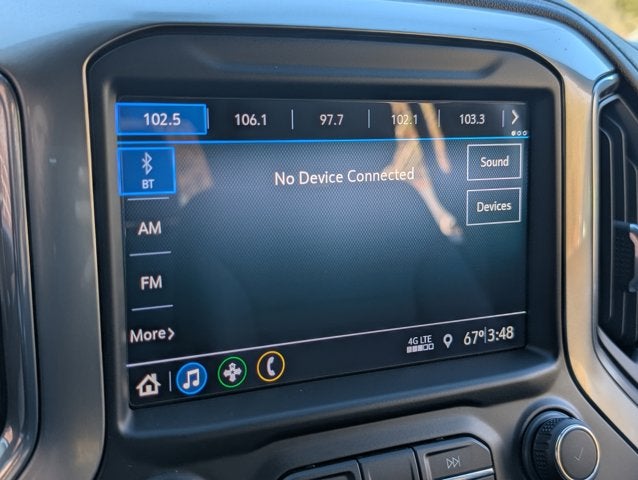 102.5 106.1 97.7 102.1 103.3
No Device Connected
Sound
BT
Devices
AM
FM
More
4G LTE
67° 3:48